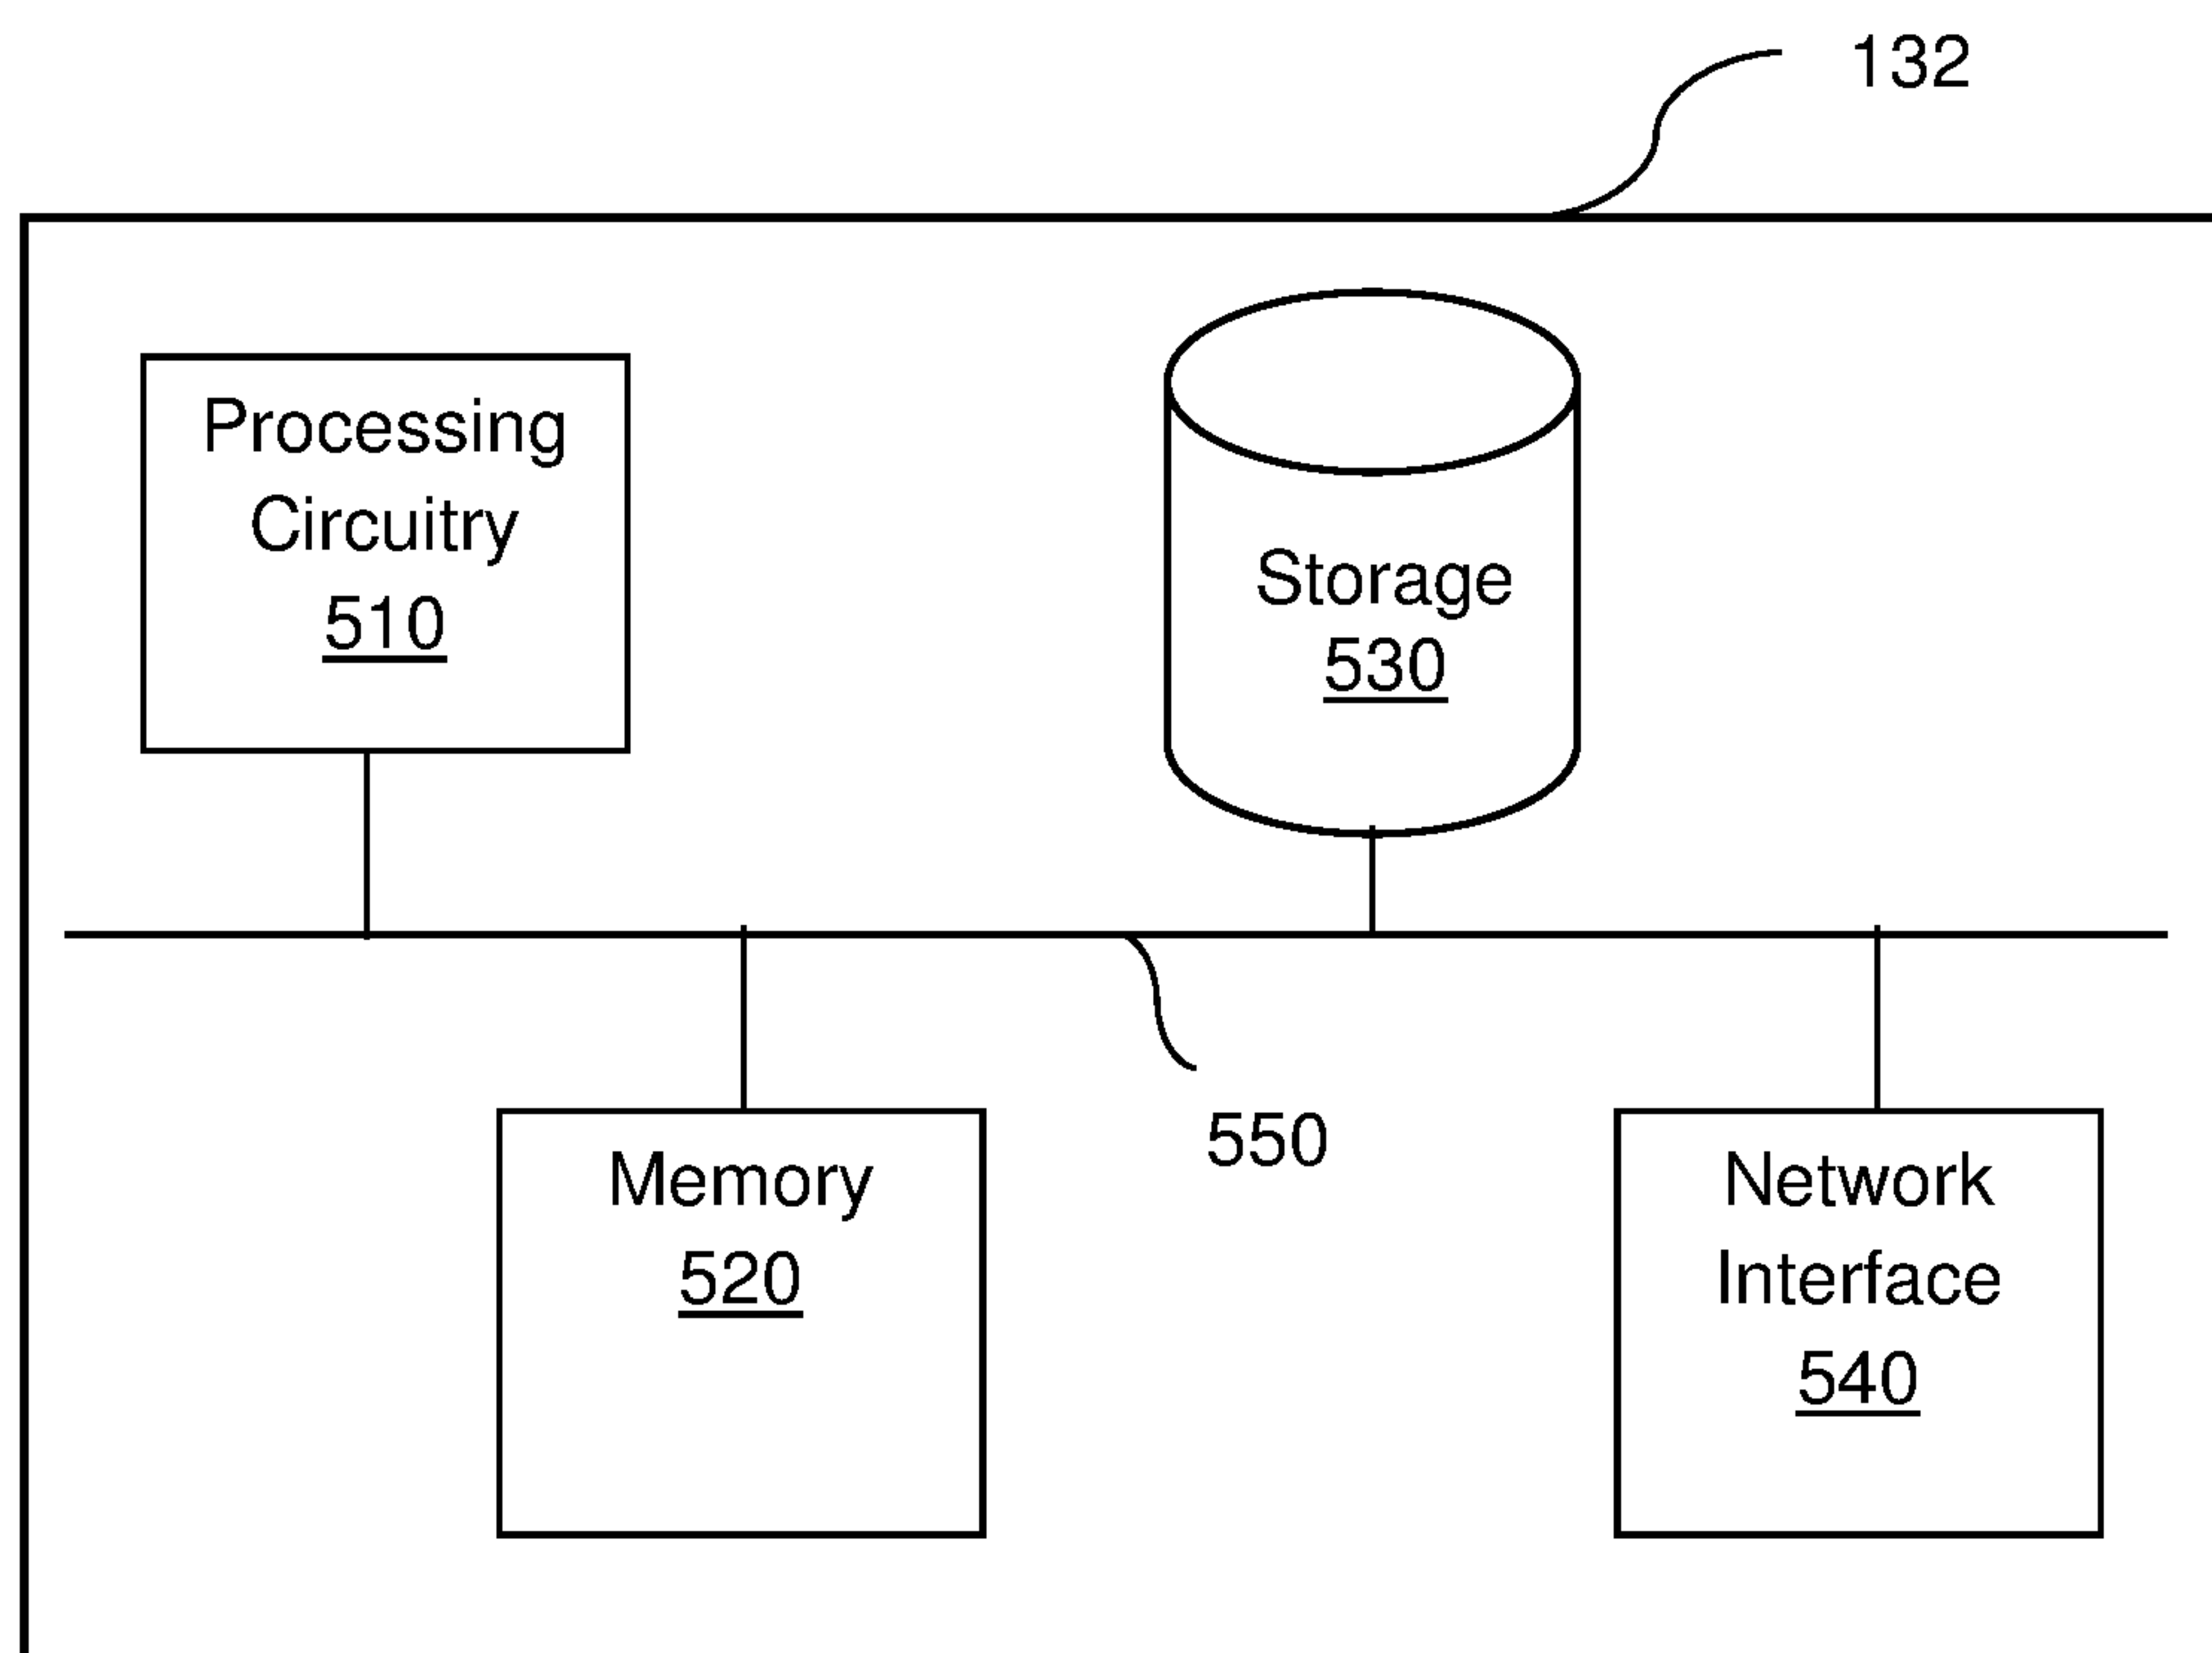 132
Processing
Circuitry
510
Storage
530
550
Memory
520
Network
Interface
540